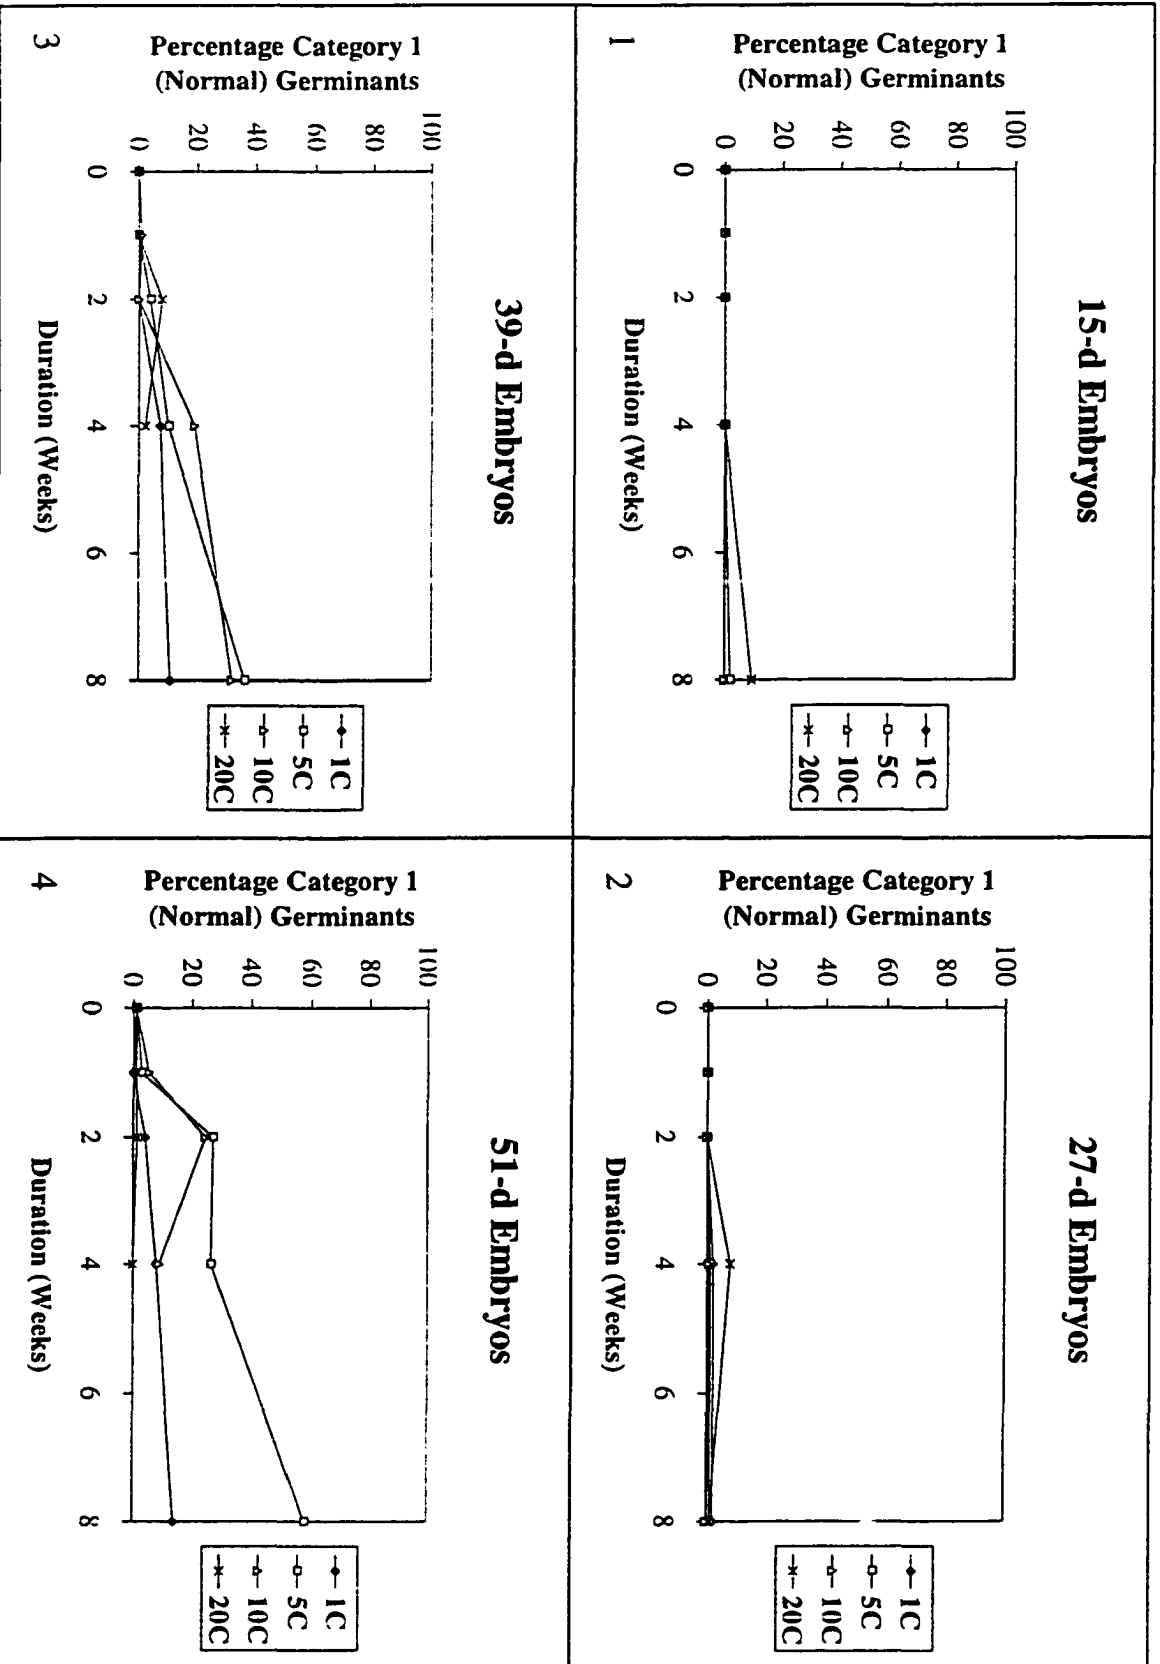 15-d Embryos
Percentage Category 1
(Normal) Germinants
100
80
60
40
20
0
0
2
4
6
8
Duration (Weeks)
1C
5C
10C
20C
1
27-d Embryos
Percentage Category 1
(Normal) Germinants
100
80
60
40
20
0
0
2
4
6
8
Duration (Weeks)
1C
5C
10C
20C
2
39-d Embryos
Percentage Category 1
(Normal) Germinants
100
80
60
40
20
0
0
2
4
6
8
Duration (Weeks)
1C
5C
10C
20C
3
51-d Embryos
Percentage Category 1
(Normal) Germinants
100
80
60
40
20
0
0
2
4
6
8
Duration (Weeks)
1C
5C
10C
20C
4